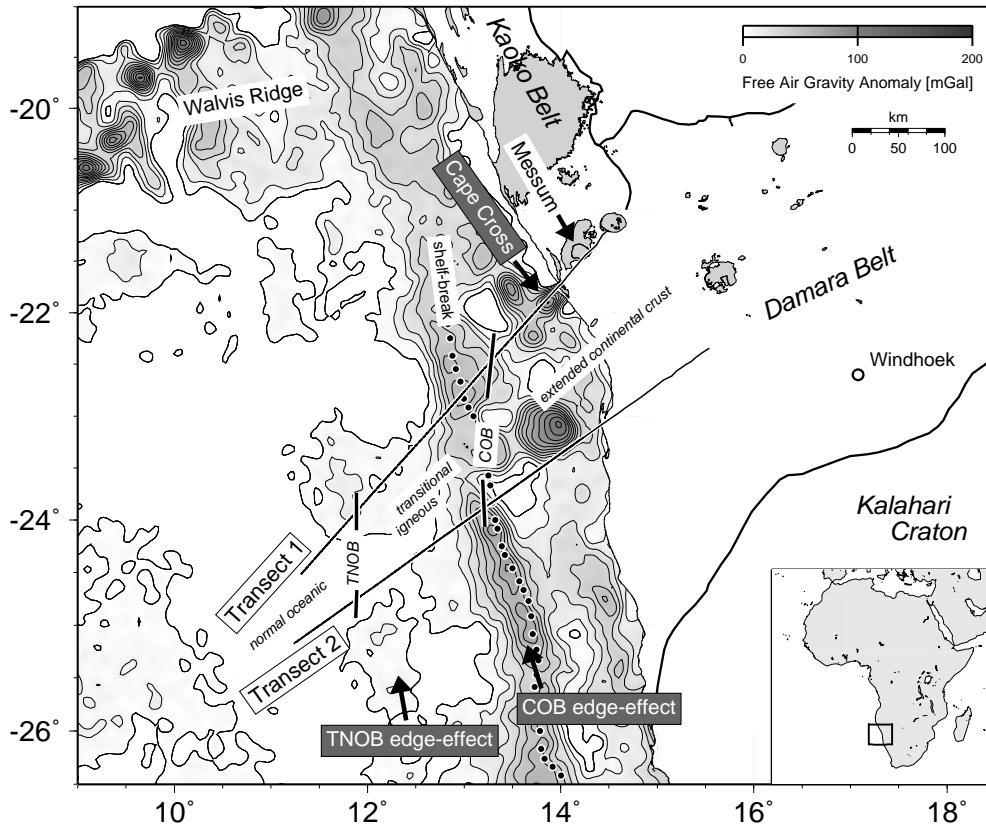 0 100 200
Free Air Gravity Anomaly [mGal]
km
0 50 100
Kaoko Belt
Walvis Ridge
Messum
Cape Cross
shelf-break
Damara Belt
extended continental crust
Windhoek
COB
transitional
igneous
Kalahari
Craton
TNOB
Transect 1
normal oceanic
Transect 2
COB edge-effect
TNOB edge-effect
-20˚
-22˚
-24˚
-26˚
10˚ 12˚ 14˚ 16˚ 18˚